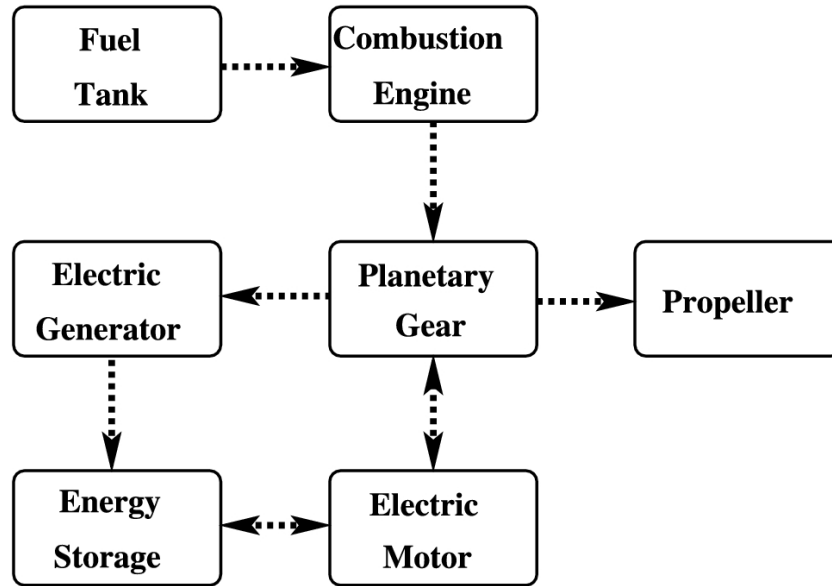 Fuel
Tank
Combustion
Engine
Electric
Generator
Planetary
Gear
Propeller
Energy
Storage
Electric
Motor